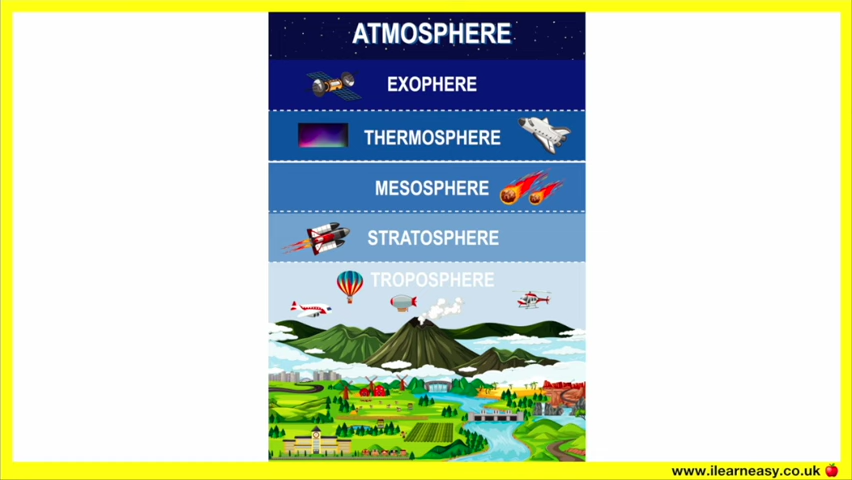 ATMOSPHERE
EXOPHERE
THERMOSPHERE
MESOSPHERE
STRATOSPHERE
TROPOSPHERE
www.ilearneasy.co.uk